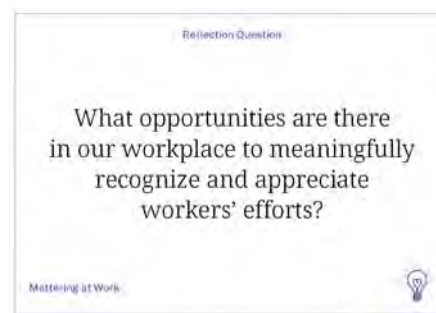 Reflection Question
What opportunities are there
in our workplace to meaningfully
recognize and appreciate
workers' efforts?
Mattering at Work